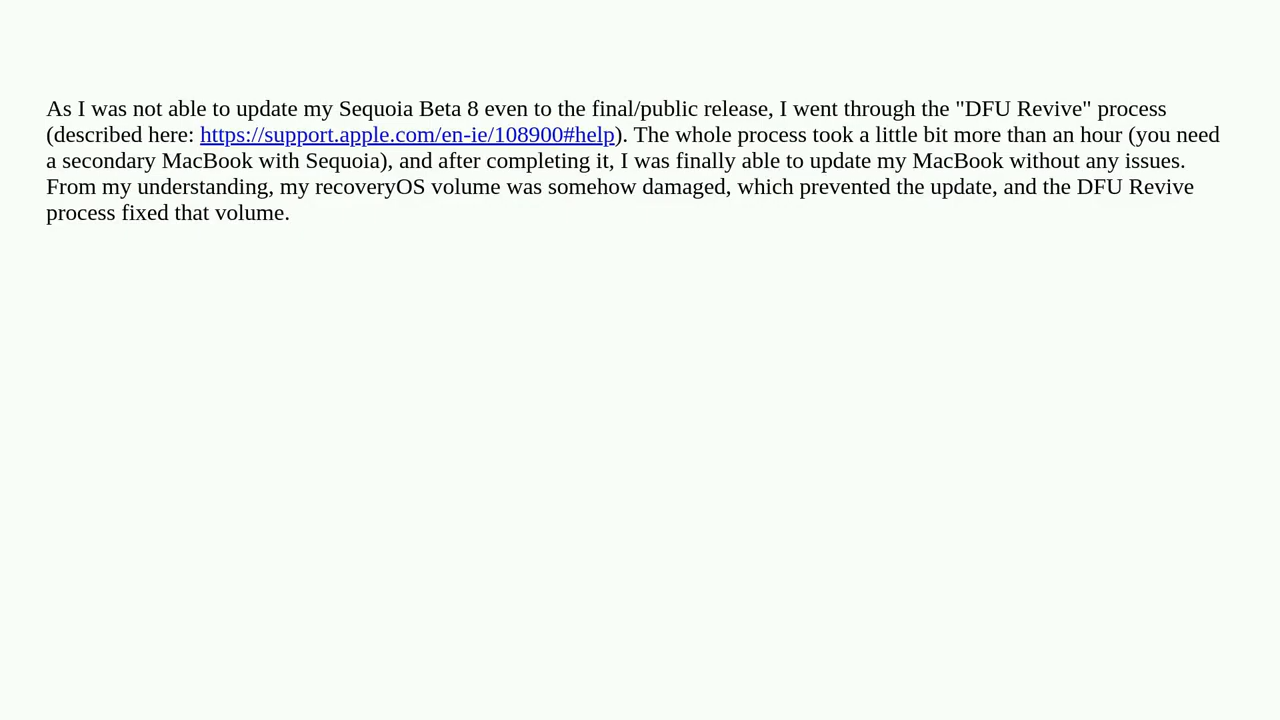 As I was not able to update my Sequoia Beta 8 even to the final/public release, I went through the "DFU Revive" process
(described here: https://support.apple.com/en-ie/108900#help). The whole process took a little bit more than an hour (you need
a secondary MacBook with Sequoia), and after completing it, I was finally able to update my MacBook without any issues.
From my understanding, my recoveryOS volume was somehow damaged, which prevented the update, and the DFU Revive
process fixed that volume.